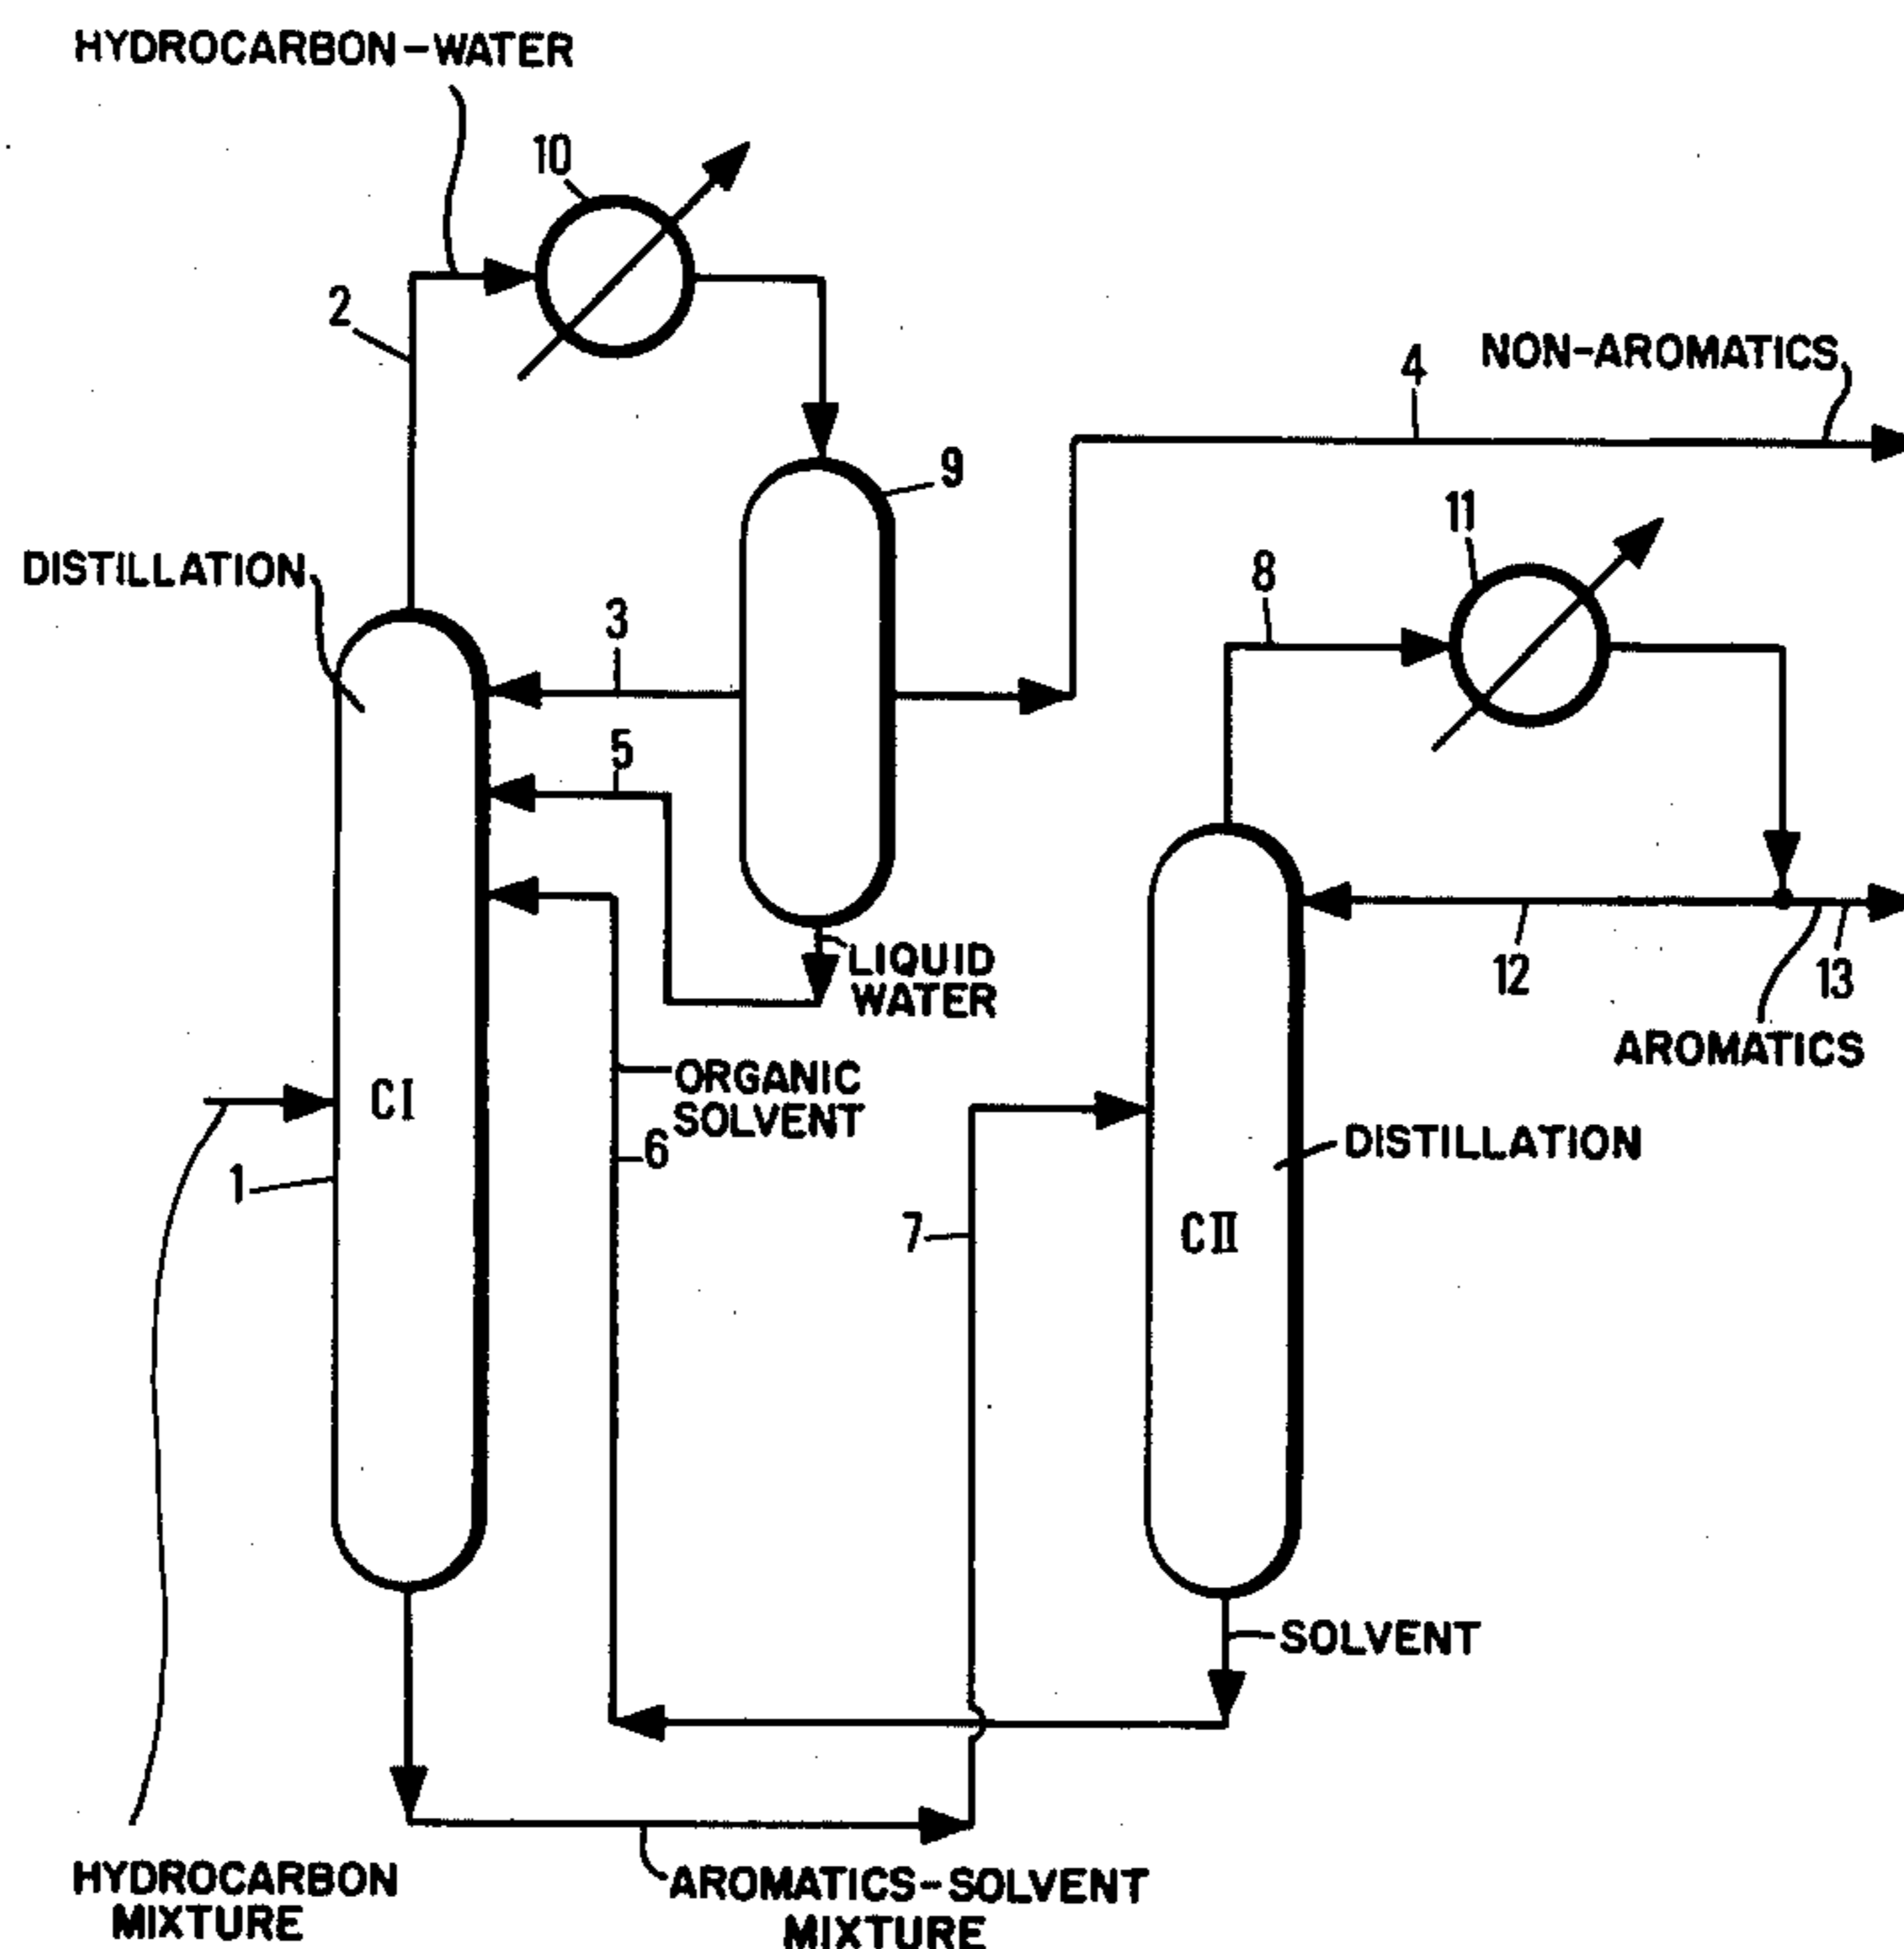 HYDROCARBON-WATER
10
2
4
NON-AROMATICS
9
11
DISTILLATION
8
3
5
LIQUID
WATER
12
13
AROMATICS
ORGANIC
SOLVENT
CI
6
DISTILLATION
1
7
CII
SOLVENT
HYDROCARBON
MIXTURE
AROMATICS-SOLVENT
MIXTURE